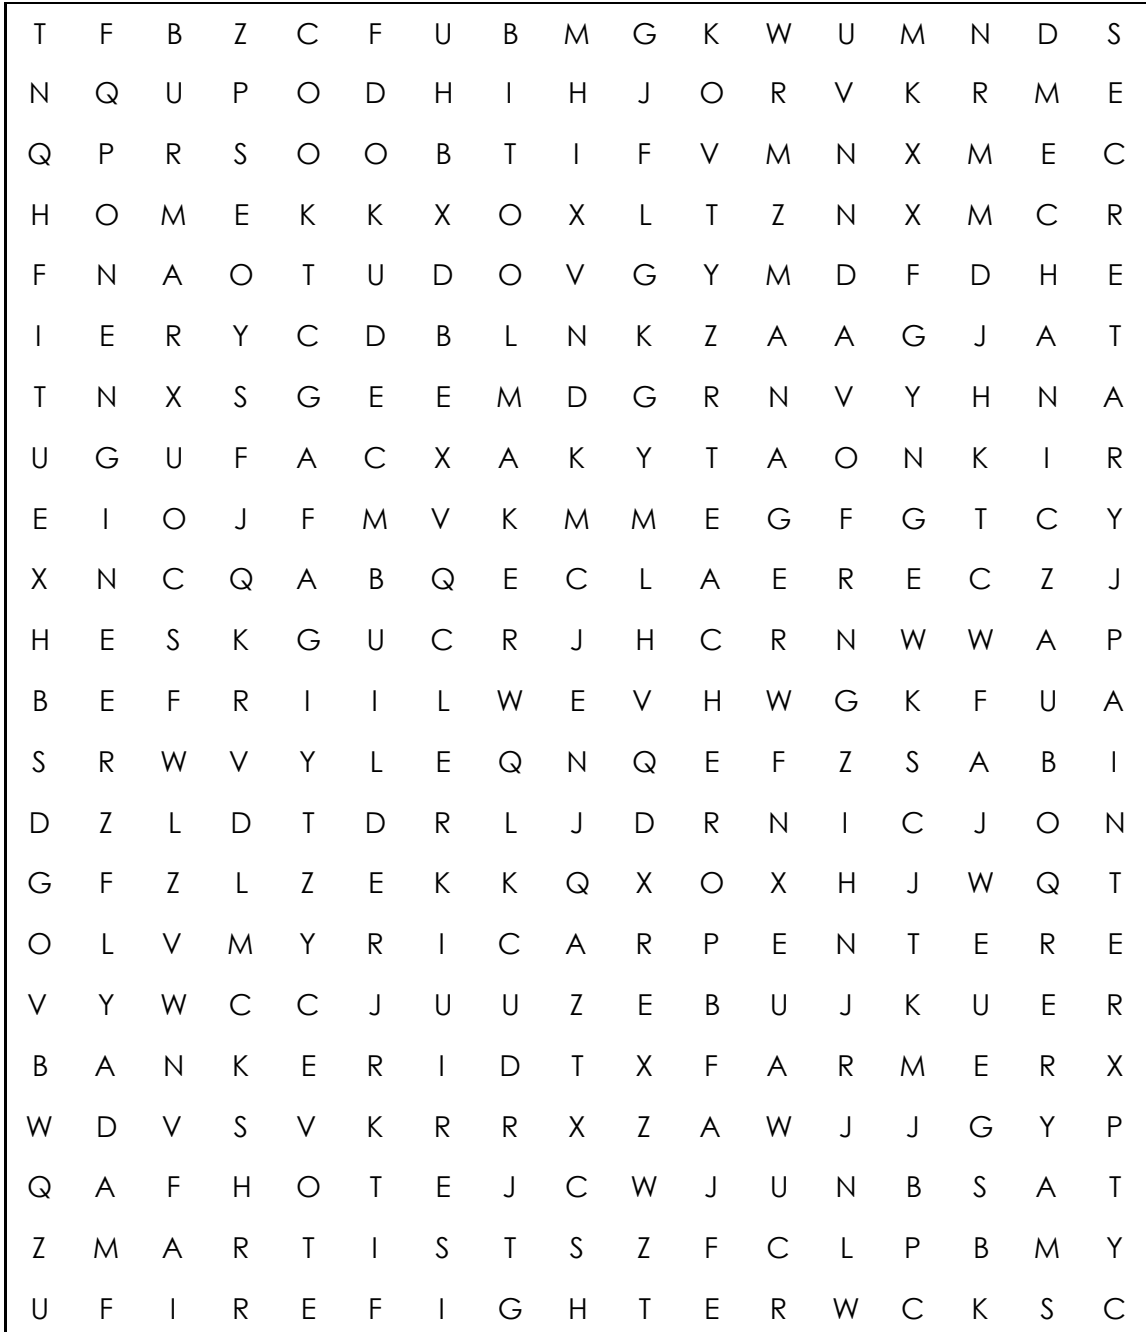 T F B Z C F U B M G K W U M N D S
N Q U P O D H I H J O R V K R M E
Q P R S O O B T I F V M N X M E C
H O M E K K X O X L T Z N X M C R
F N A O T U D O V G Y M D F D H E
I E R Y C D B L N K Z A A G J A T
T N X S G E E M D G R N V Y H N A
U G U F A C X A K Y T A O N K I R
E I O J F M V K M M E G F G T C Y
X N C Q A B Q E C L A E R E C Z J
H E S K G U C R J H C R N W W A P
B E F R I I L W E V H W G K F U A
S R W V Y L E Q N Q E F Z S A B I
D Z L D T D R L J D R N I C J O N
G F Z L Z E K K Q X O X H J W Q T
O L V M Y R I C A R P E N T E R E
V Y W C C J U U Z E B U J K U E R
B A N K E R I D T X F A R M E R X
W D V S V K R R X Z A W J J G Y P
Q A F H O T E J C W J U N B S A T
Z M A R T I S T S Z F C L P B M Y
U F I R E F I G H T E R W C K S C